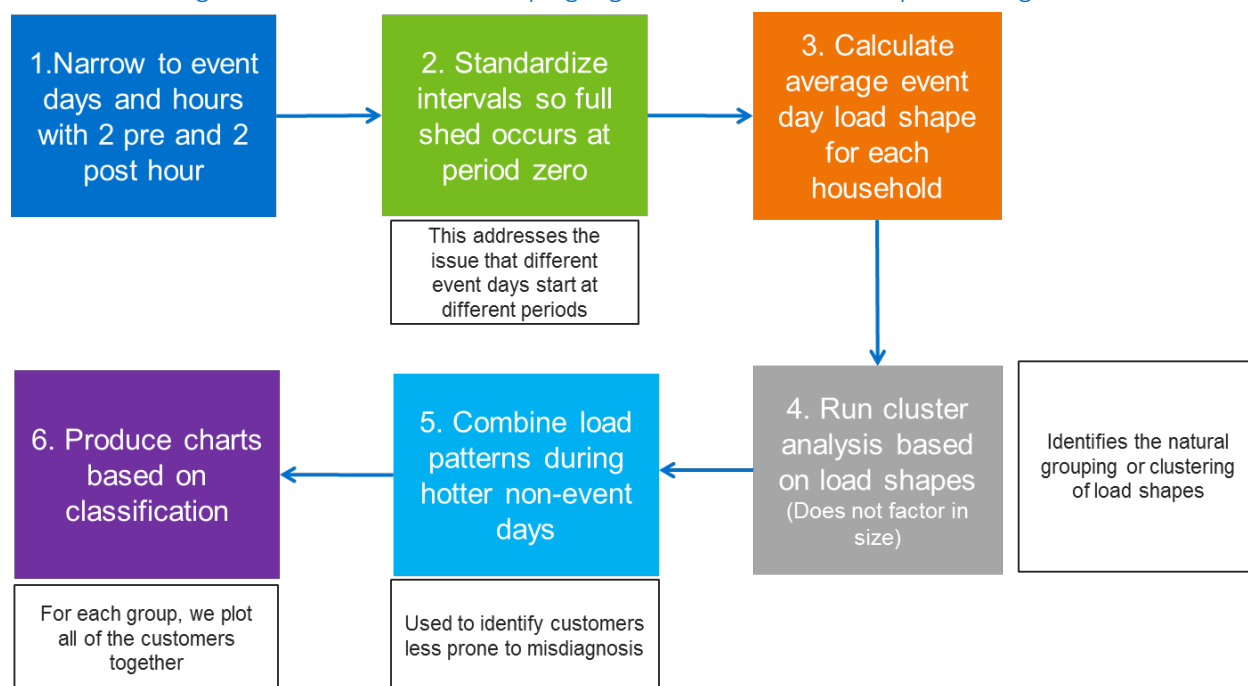 1.Narrow to event
days and hours
with 2 pre and 2
post hour
2. Standardize
intervals so full
shed occurs at
period zero
This addresses the
issue that different
event days start at
different periods
3. Calculate
average event
day load shape
for each
household
4. Run cluster
analysis based
on load shapes
(Does not factor in
size)
Identifies the natural
grouping or clustering
of load shapes
5. Combine load
patterns during
hotter non-event
days
Used to identify customers
less prone to misdiagnosis
6. Produce charts
based on
classification
For each group, we plot
all of the customers
together